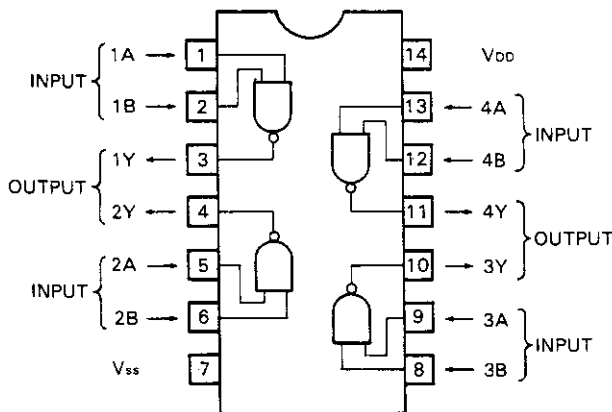 1A 1 14 VDD
INPUT
1B 2 13 4A
INPUT
1Y 3 12 4B
OUTPUT
2Y 4 11 4Y
OUTPUT
2A 5 10 3Y
INPUT
2B 6 9 3A
INPUT
Vss 7 8 3B